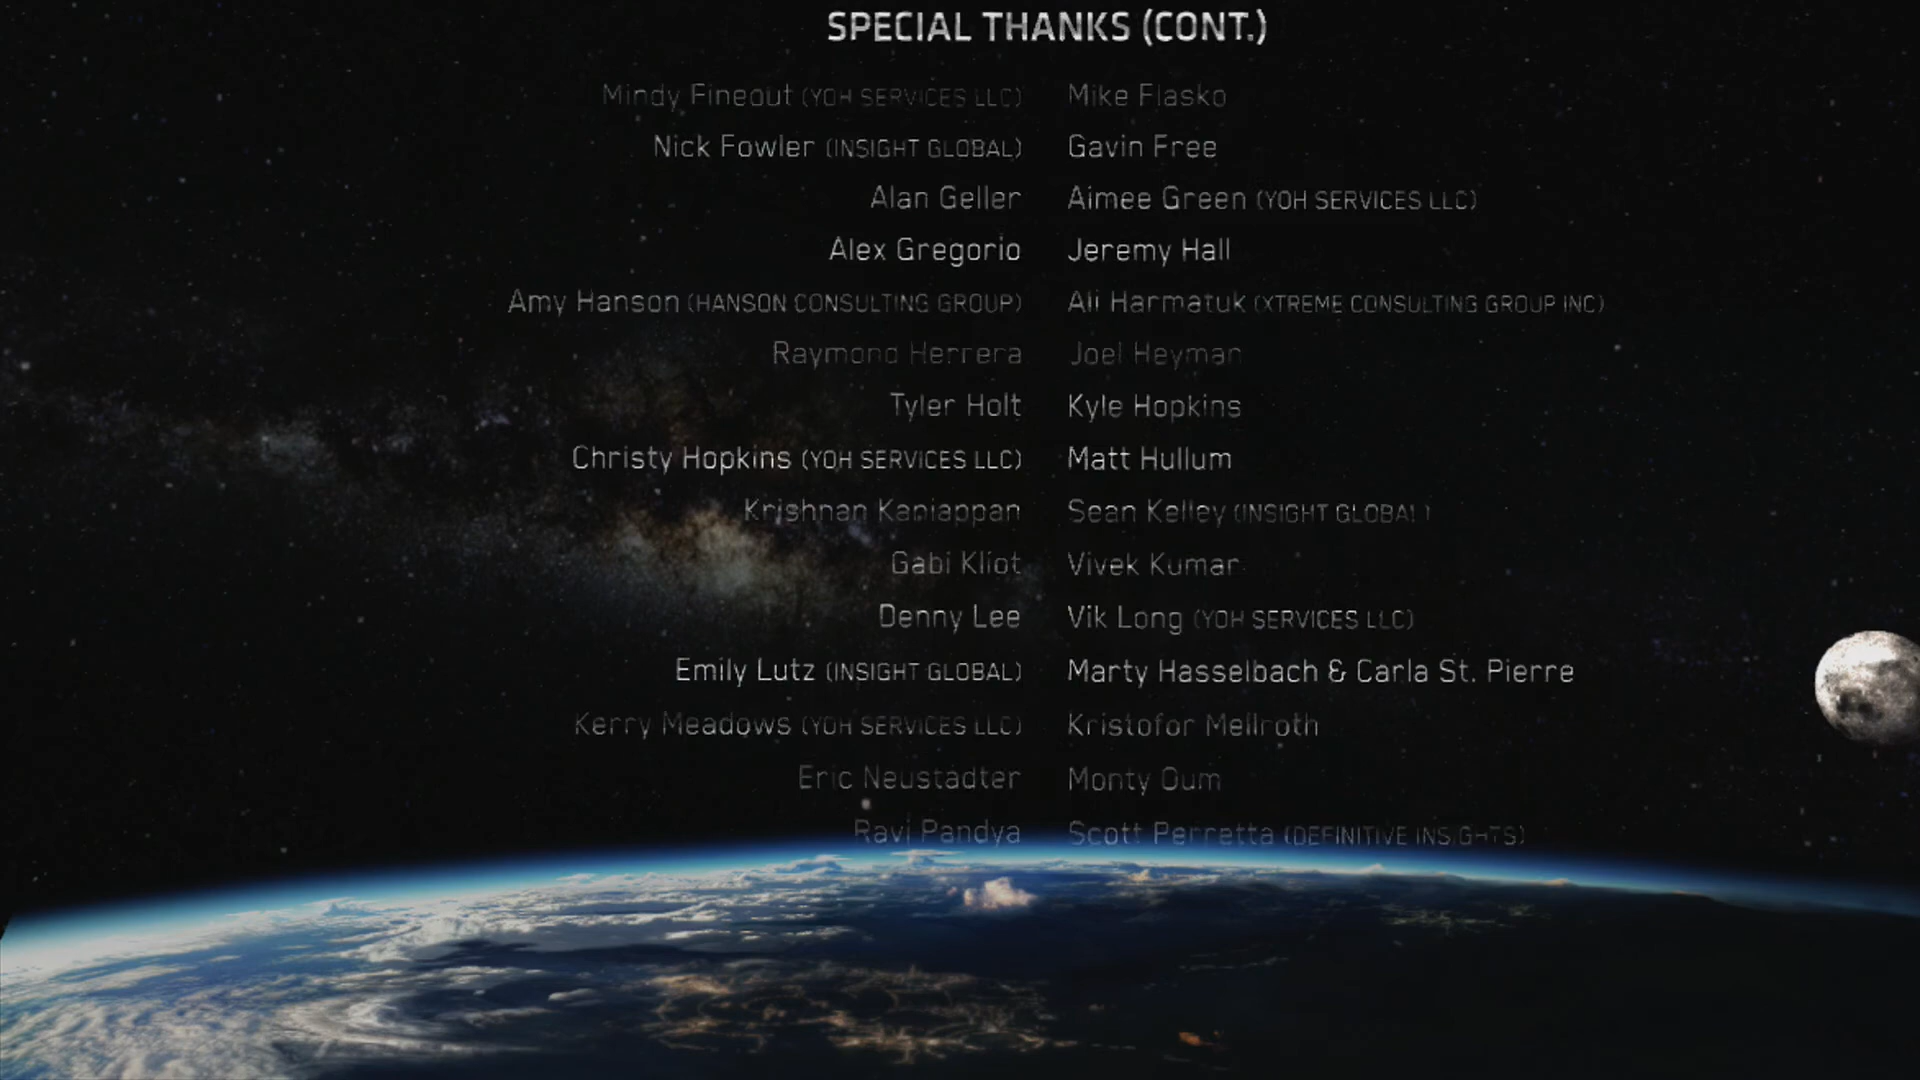 SPECIAL THANKS (CONT.)
Mindy Fineout (YOH SERVICES LLC) Mike Flasko
Nick Fowler (INSIGHT GLOBAL) Gavin Free
Alan Geller Aimee Green (YOH SERVICES LLC)
Alex Gregorio Jeremy Hall
Amy Hanson (HANSON CONSULTING GROUP) Ali Harmatuk (XTREME CONSULTING GROUP INC)
Raymond Herrera Joel Heyman
Tyler Holt Kyle Hopkins
Christy Hopkins (YOH SERVICES LLC) Matt Hullum
Krishnan Kaniappan Sean Kelley (INSIGHT GLOBAL)
Gabi Kliot Vivek Kumar
Denny Lee Vik Long (YOH SERVICES LLC)
Emily Lutz (INSIGHT GLOBAL) Marty Hasselbach & Carla St. Pierre
Kerry Meadows (YOH SERVICES LLC) Kristofor Mellroth
Eric Neustadter Monty Oum
Ravi Pandya Scott Perretta (DEFINITIVE INSIGHTS)